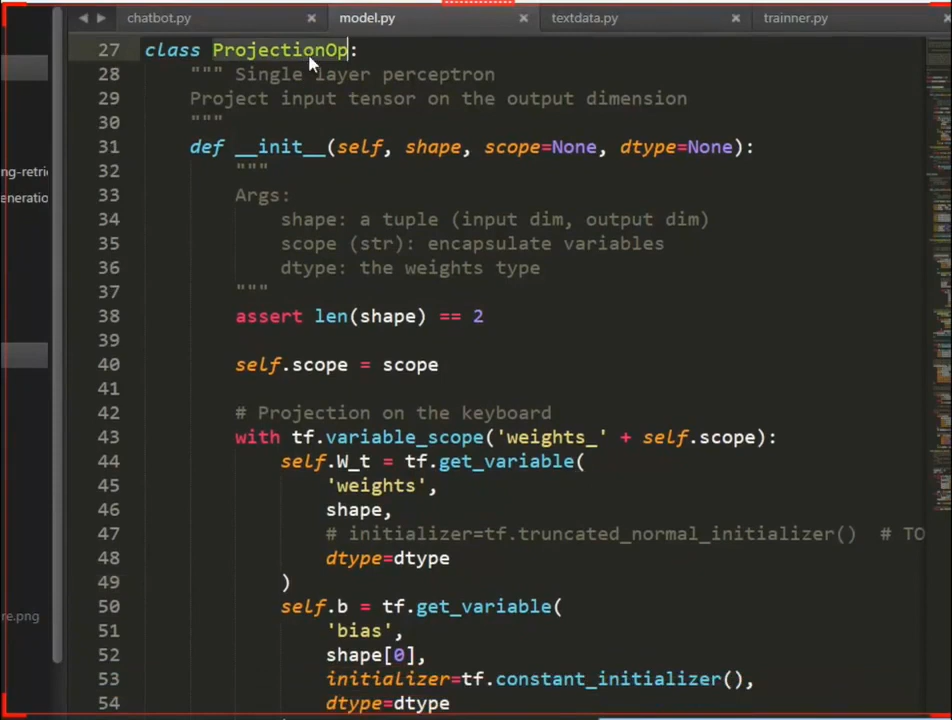 chatbot.py × model.py × textdata.py × trainner.py
27 class ProjectionOp:
28 """ Single layer perceptron
29 Project input tensor on the output dimension
30 """
31 def __init__(self, shape, scope=None, dtype=None):
32 """
33 Args:
34 shape: a tuple (input dim, output dim)
35 scope (str): encapsulate variables
36 dtype: the weights type
37 """
38 assert len(shape) == 2
39
40 self.scope = scope
41
42 # Projection on the keyboard
43 with tf.variable_scope('weights_' + self.scope):
44 self.W_t = tf.get_variable(
45 'weights',
46 shape,
47 # initializer=tf.truncated_normal_initializer() # TO
48 dtype=dtype
49 )
50 self.b = tf.get_variable(
51 'bias',
52 shape[0],
53 initializer=tf.constant_initializer(),
54 dtype=dtype
ng-retri
eneratio
re.png